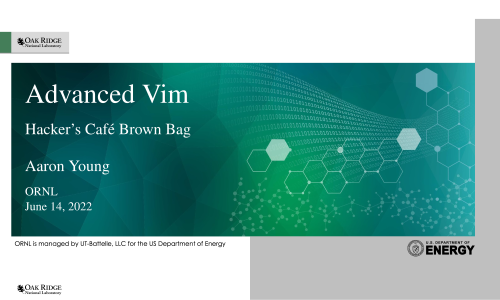 OAK RIDGE
National Laboratory
Advanced Vim
Hacker's Café Brown Bag
Aaron Young
ORNL
June 14, 2022
ORNL is managed by UT-Battelle, LLC for the US Department of Energy
U.S. DEPARTMENT OF
ENERGY
OAK RIDGE
National Laboratory